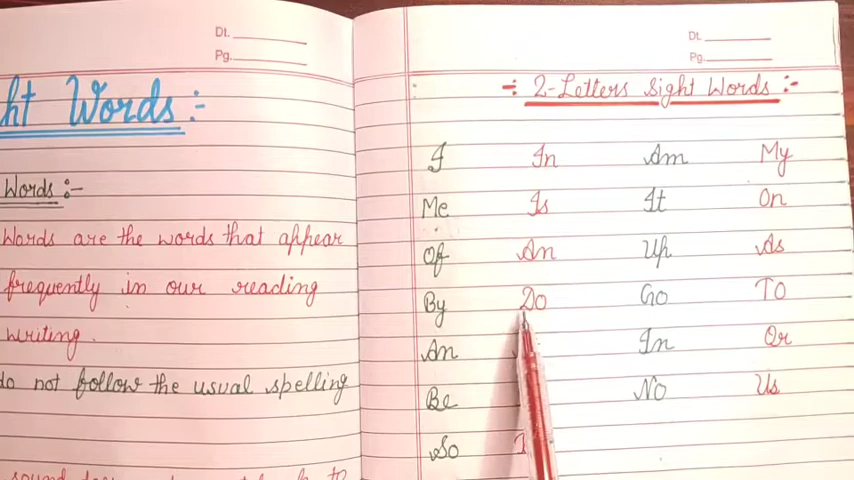 Dt.
Pg.
ht Words :-
Words :-
Words are the words that appear
frequently in our reading
writing.
do not follow the usual spelling
Dt.
Pg.
÷ 2-Letters Sight Words :-
I In Am My
Me Is It On
Of An Up As
By Do Go To
An In Or
Be No Us
So